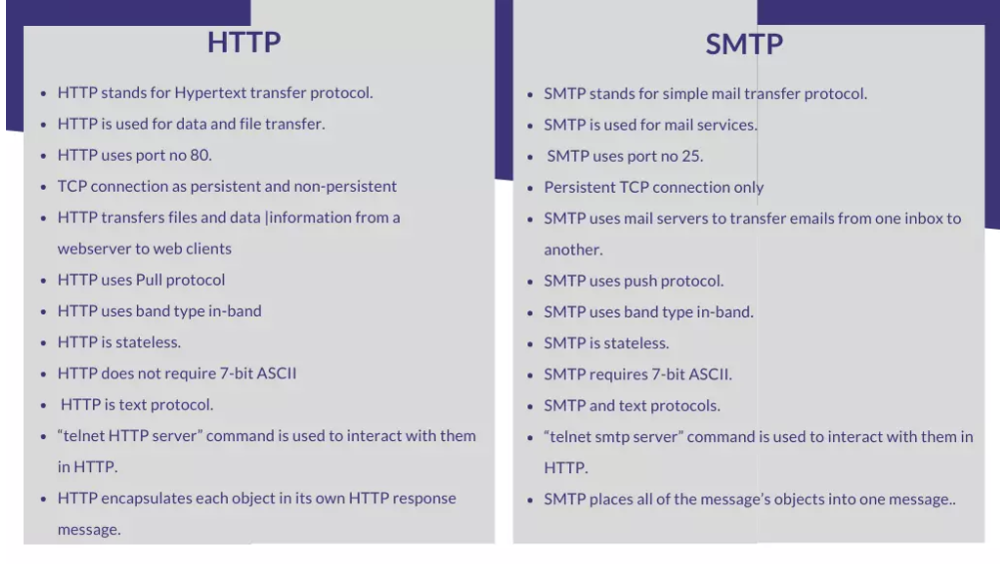 HTTP
• HTTP stands for Hypertext transfer protocol.
• HTTP is used for data and file transfer.
• HTTP uses port no 80.
• TCP connection as persistent and non-persistent
• HTTP transfers files and data |information from a
webserver to web clients
• HTTP uses Pull protocol
• HTTP uses band type in-band
• HTTP is stateless.
• HTTP does not require 7-bit ASCII
• HTTP is text protocol.
• “telnet HTTP server” command is used to interact with them
in HTTP.
• HTTP encapsulates each object in its own HTTP response
message.
SMTP
• SMTP stands for simple mail transfer protocol.
• SMTP is used for mail services.
• SMTP uses port no 25.
• Persistent TCP connection only
• SMTP uses mail servers to transfer emails from one inbox to
another.
• SMTP uses push protocol.
• SMTP uses band type in-band.
• SMTP is stateless.
• SMTP requires 7-bit ASCII.
• SMTP and text protocols.
• “telnet smtp server” command is used to interact with them in
HTTP.
• SMTP places all of the message’s objects into one message..